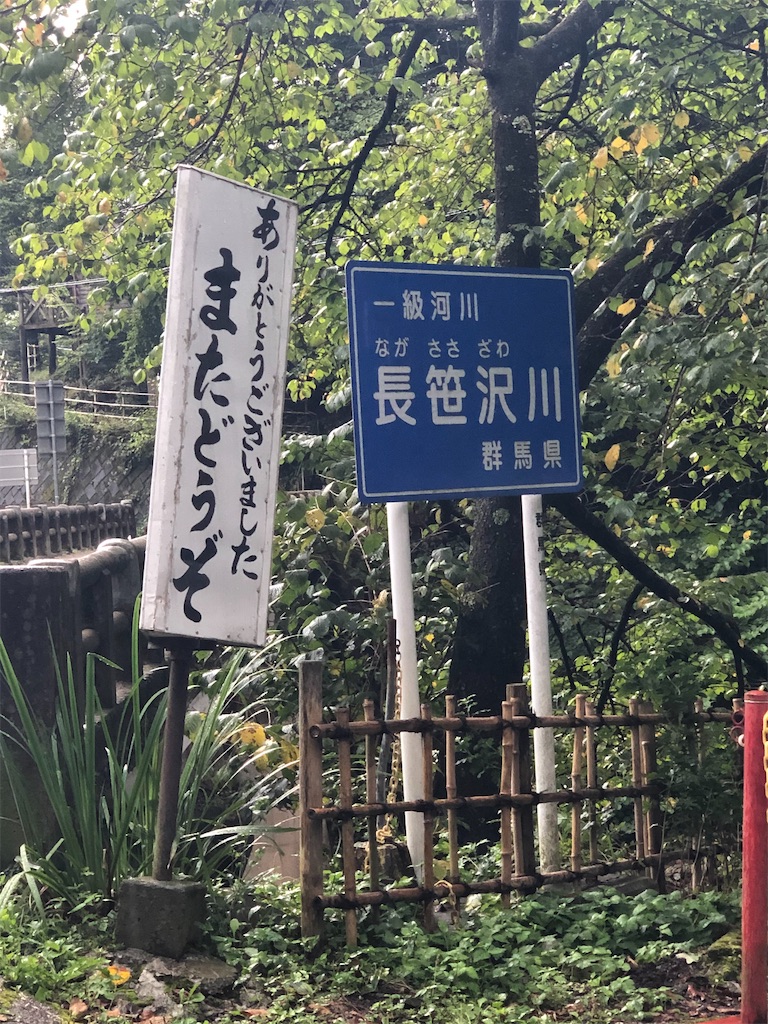 ありがとうございました
またどうぞ
一級河川
なが ささ ざわ
長笹沢川
群馬県